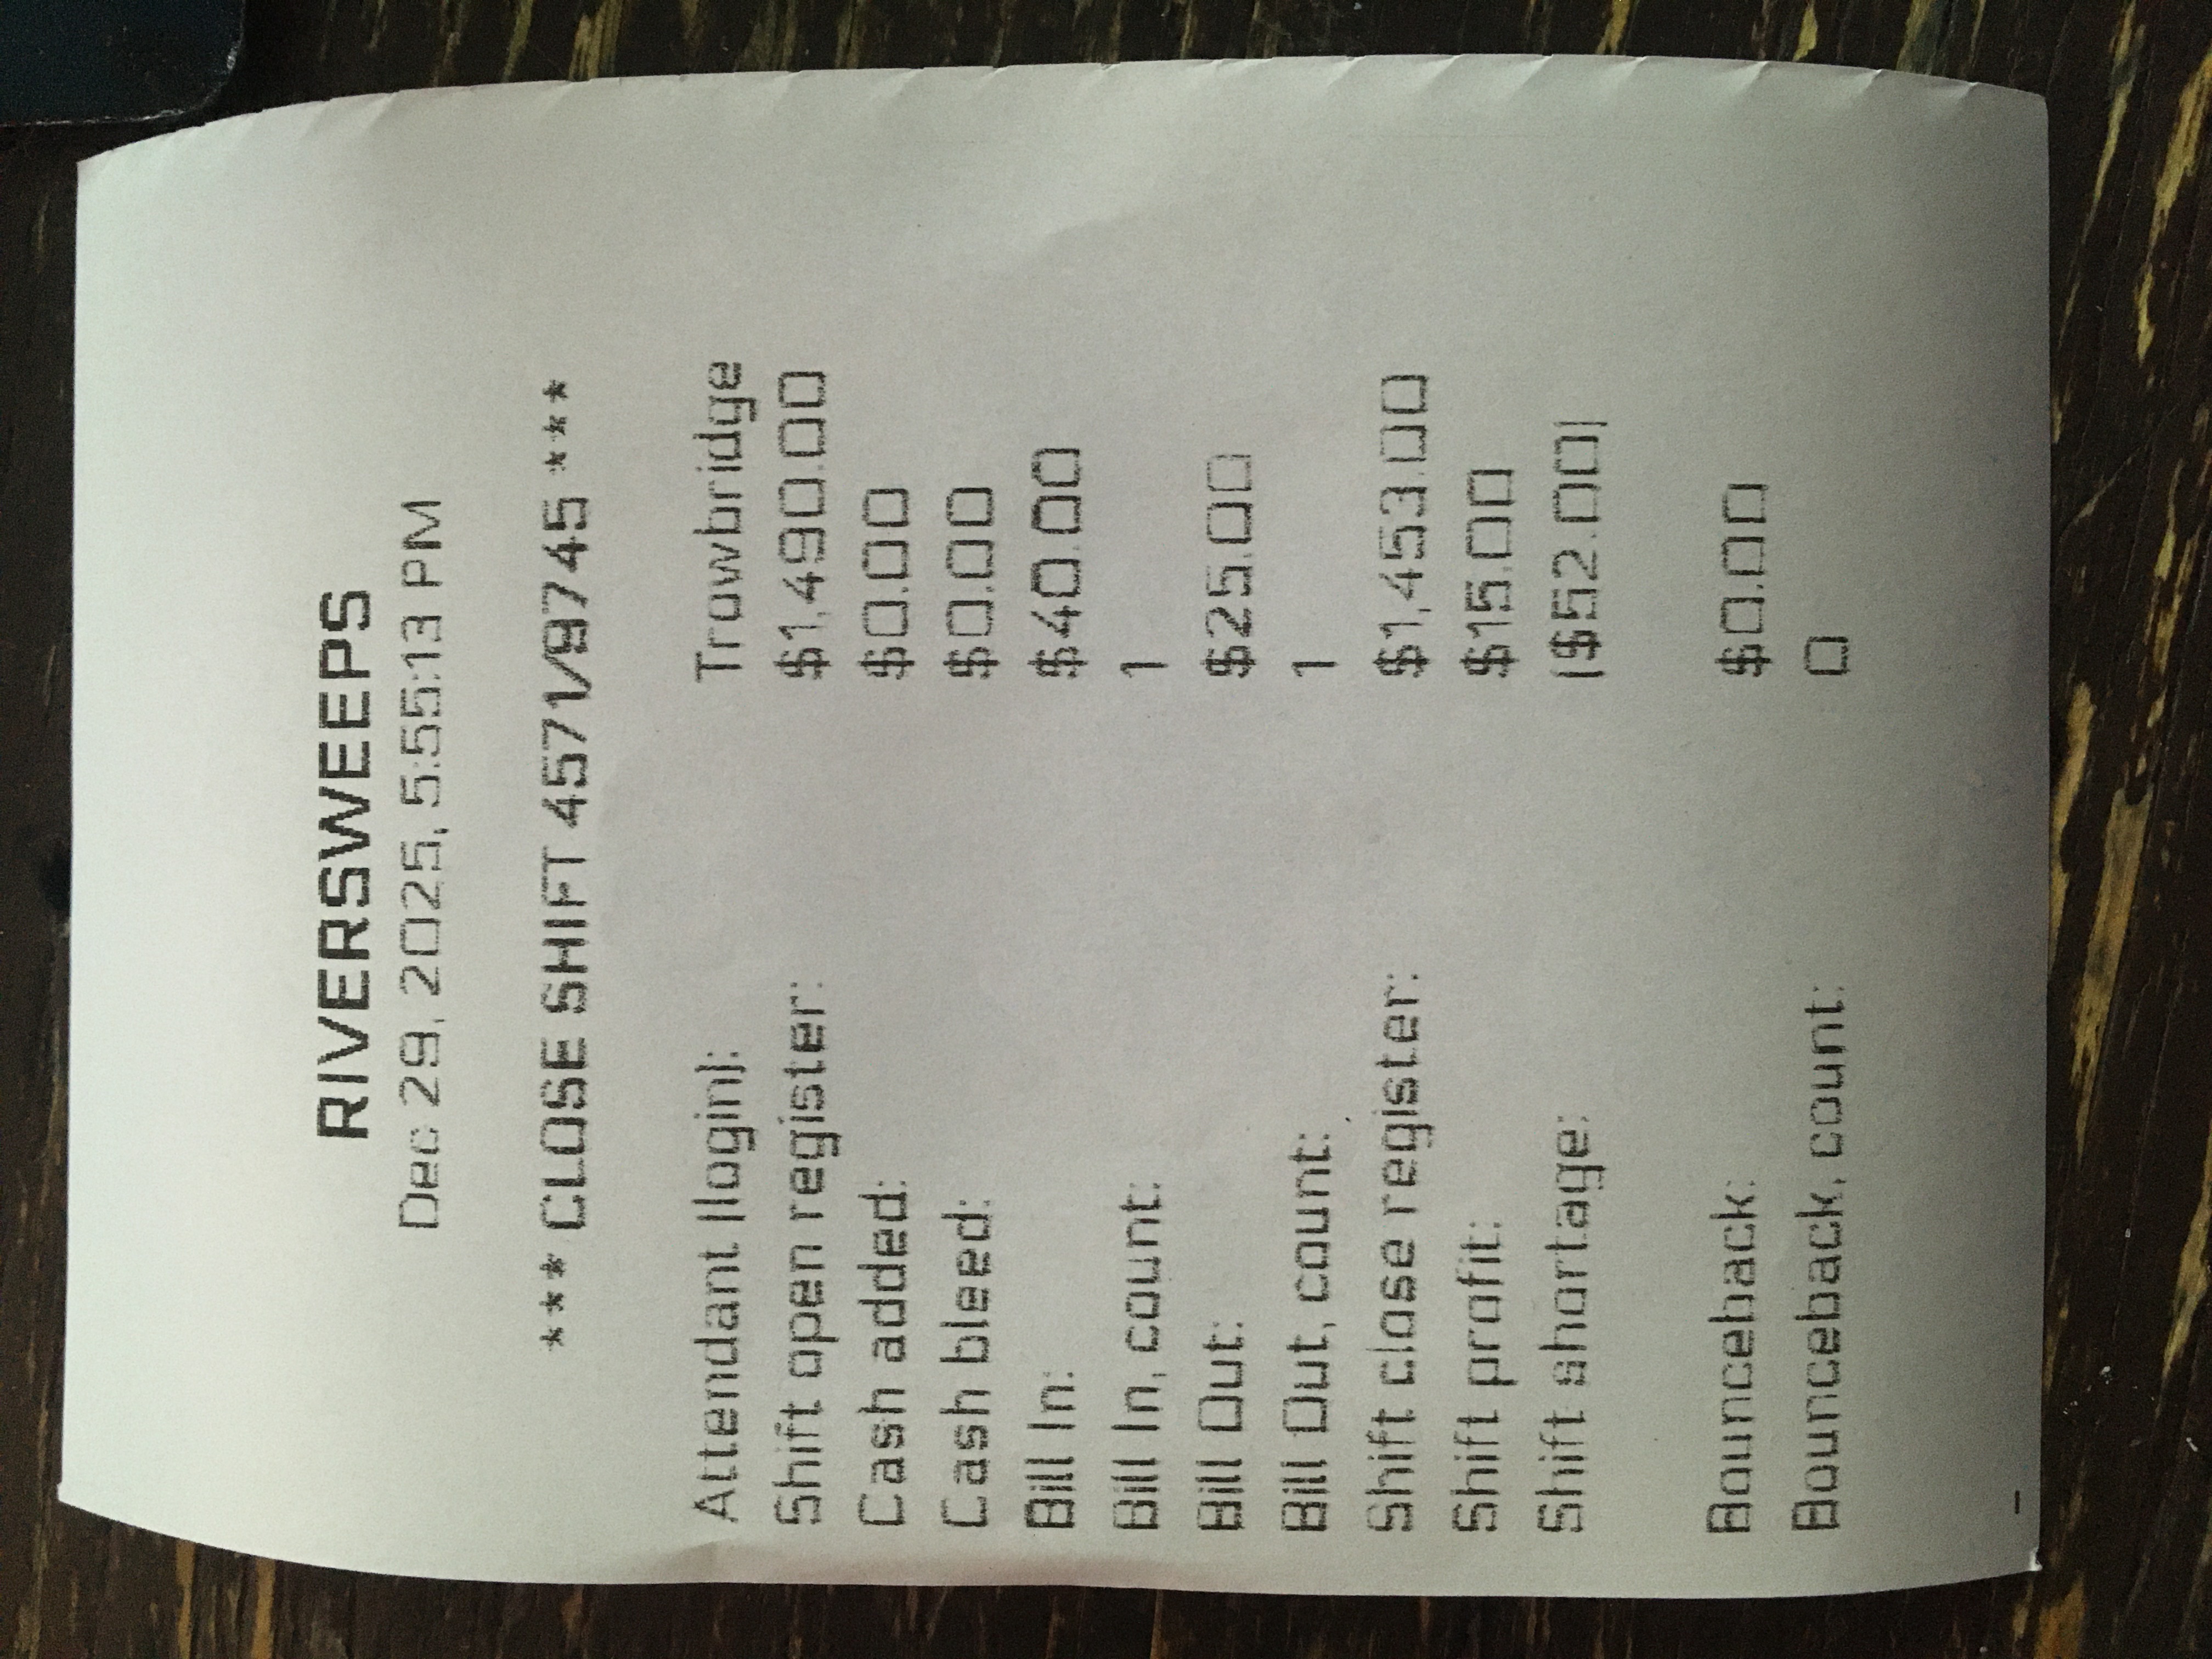 RIVERSWEEPS
Dec 29, 2025, 5:55:13 PM
*** CLOSE SHIFT 4571/9745 ***
Attendant (login): Trowbridge
Shift open register: $1,490.00
Cash added: $0.00
Cash bleed: $0.00
Bill In: $40.00
Bill In, count: 1
Bill Out: $25.00
Bill Out, count: 1
Shift close register: $1,453.00
Shift profit: $15.00
Shift shortage: ($52.00)
Bounceback: $0.00
Bounceback, count: 0